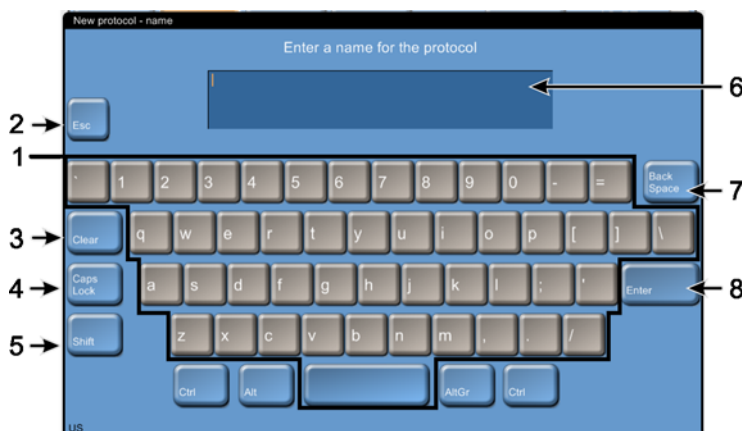 New protocol - name
Enter a name for the protocol
6
2
Esc
1
` 1 2 3 4 5 6 7 8 9 0 - =
Back
Space
7
3
Clear
q w e r t y u i o p [ ] \
4
Caps
Lock
a s d f g h j k l ; '
Enter
8
5
Shift
z x c v b n m , . /
Ctrl Alt AltGr Ctrl
US